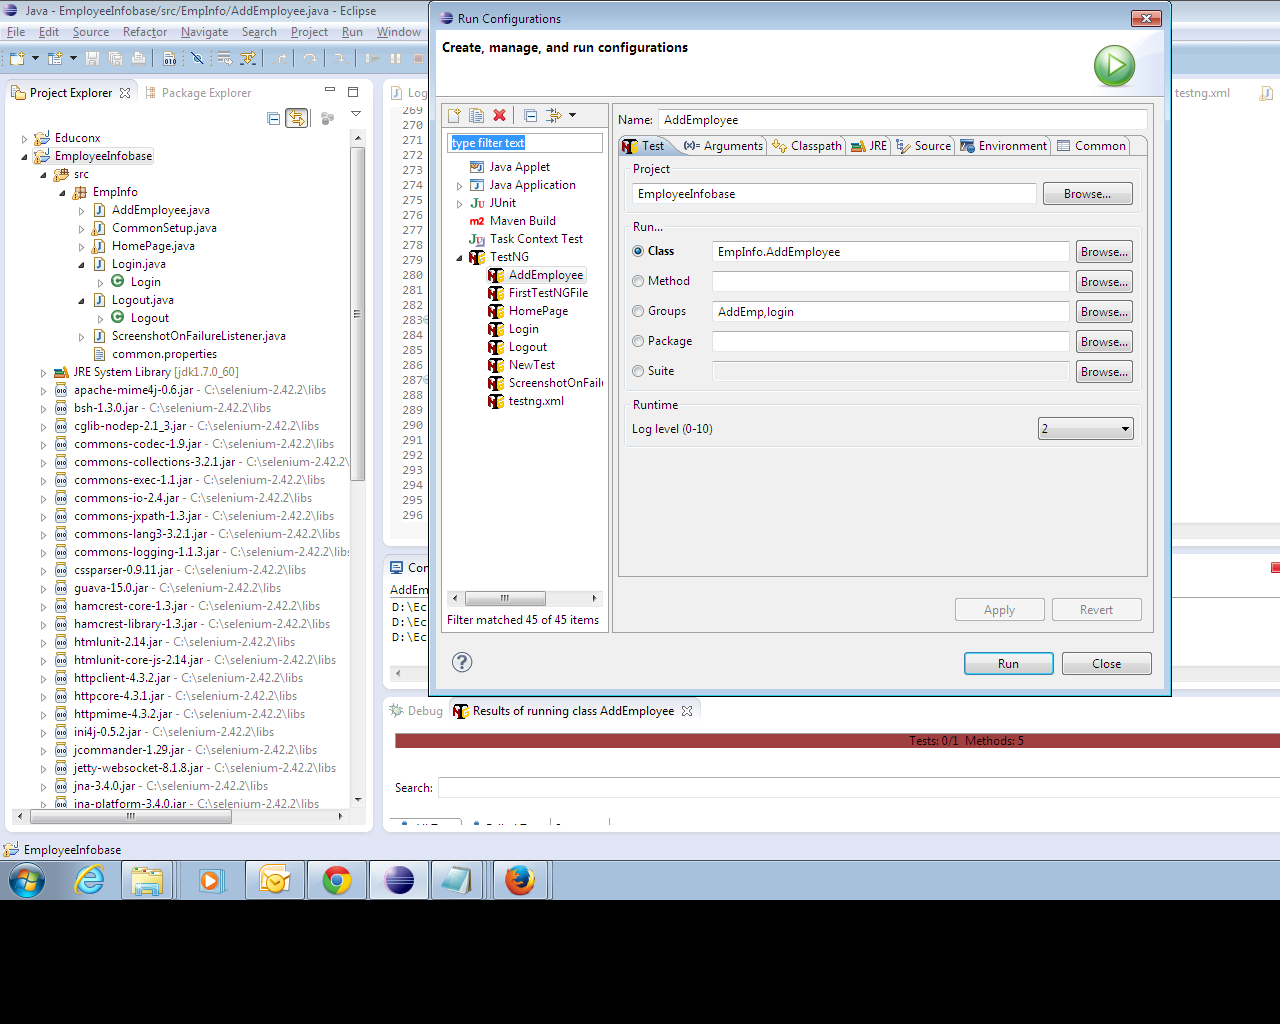 Java - EmployeeInfobase/src/EmpInfo/AddEmployee.java - Eclipse
File Edit Source Refactor Navigate Search Project Run Window
Project Explorer
Package Explorer
Educonx
EmployeeInfobase
src
EmpInfo
AddEmployee.java
CommonSetup.java
HomePage.java
Login.java
Login
Logout.java
Logout
ScreenshotOnFailureListener.java
common.properties
JRE System Library [jdk1.7.0_60]
apache-mime4j-0.6.jar - C:\selenium-2.42.2\libs
bsh-1.3.0.jar - C:\selenium-2.42.2\libs
cglib-nodep-2.1_3.jar - C:\selenium-2.42.2\libs
commons-codec-1.9.jar - C:\selenium-2.42.2\libs
commons-collections-3.2.1.jar - C:\selenium-2.42.2\
commons-exec-1.1.jar - C:\selenium-2.42.2\libs
commons-io-2.4.jar - C:\selenium-2.42.2\libs
commons-jxpath-1.3.jar - C:\selenium-2.42.2\libs
commons-lang3-3.2.1.jar - C:\selenium-2.42.2\libs
commons-logging-1.1.3.jar - C:\selenium-2.42.2\libs
cssparser-0.9.11.jar - C:\selenium-2.42.2\libs
guava-15.0.jar - C:\selenium-2.42.2\libs
hamcrest-core-1.3.jar - C:\selenium-2.42.2\libs
hamcrest-library-1.3.jar - C:\selenium-2.42.2\libs
htmlunit-2.14.jar - C:\selenium-2.42.2\libs
htmlunit-core-js-2.14.jar - C:\selenium-2.42.2\libs
httpclient-4.3.2.jar - C:\selenium-2.42.2\libs
httpcore-4.3.1.jar - C:\selenium-2.42.2\libs
httpmime-4.3.2.jar - C:\selenium-2.42.2\libs
ini4j-0.5.2.jar - C:\selenium-2.42.2\libs
jcommander-1.29.jar - C:\selenium-2.42.2\libs
jetty-websocket-8.1.8.jar - C:\selenium-2.42.2\libs
jna-3.4.0.jar - C:\selenium-2.42.2\libs
jna-platform-3.4.0.jar - C:\selenium-2.42.2\libs
EmployeeInfobase
Log
269
270
271
272
273
274
275
276
277
278
279
280
281
282
283
284
285
286
287
288
289
290
291
292
293
294
295
296
testng.xml
Con
AddEm
D:\Ec
D:\Ec
D:\Ec
Run Configurations
Create, manage, and run configurations
type filter text
Java Applet
Java Application
JUnit
Maven Build
Task Context Test
TestNG
AddEmployee
FirstTestNGFile
HomePage
Login
Logout
NewTest
ScreenshotOnFail
testng.xml
Filter matched 45 of 45 items
Name: AddEmployee
Test Arguments Classpath JRE Source Environment Common
Project
EmployeeInfobase Browse...
Run...
Class EmpInfo.AddEmployee Browse...
Method Browse...
Groups AddEmp,login Browse...
Package Browse...
Suite Browse...
Runtime
Log level (0-10) 2
Apply Revert
Run Close
Debug
Results of running class AddEmployee
Tests: 0/1 Methods: 5
Search: